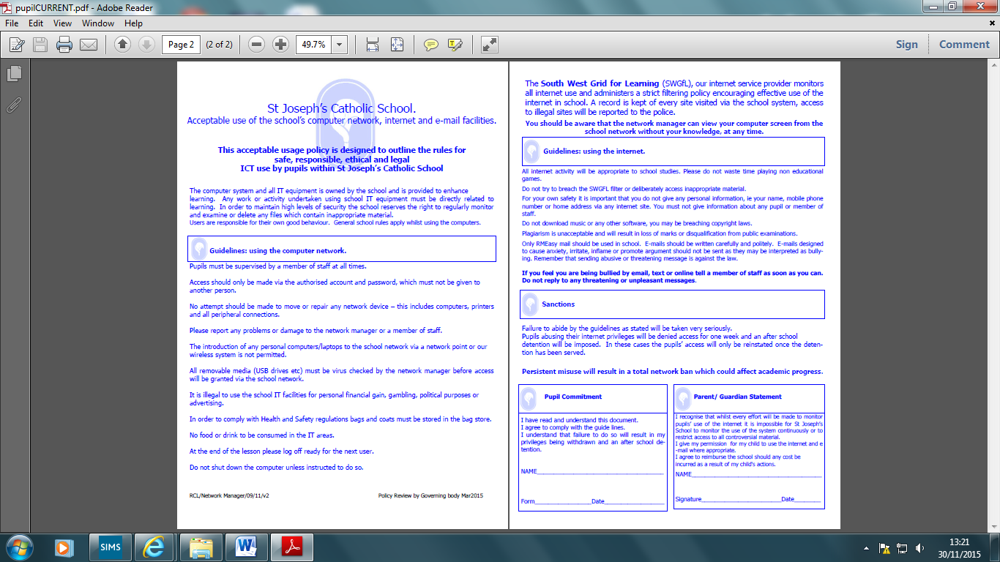 pupilCURRENT.pdf - Adobe Reader
File Edit View Window Help
Page 2 (2 of 2) 49.7% Sign Comment
St Joseph's Catholic School.
Acceptable use of the school's computer network, internet and e-mail facilities.
This acceptable usage policy is designed to outline the rules for
safe, responsible, ethical and legal
ICT use by pupils within St Joseph's Catholic School
The computer system and all IT equipment is owned by the school and is provided to enhance
learning. Any work or activity undertaken using school IT equipment must be directly related to
learning. In order to maintain high levels of security the school reserves the right to regularly monitor
and examine or delete any files which contain inappropriate material.
Users are responsible for their own good behaviour. General school rules apply whilst using the computers.
Guidelines: using the computer network.
Pupils must be supervised by a member of staff at all times.
Access should only be made via the authorised account and password, which must not be given to
another person.
No attempt should be made to move or repair any network device – this includes computers, printers
and all peripheral connections.
Please report any problems or damage to the network manager or a member of staff.
The introduction of any personal computers/laptops to the school network via a network point or our
wireless system is not permitted.
All removable media (USB drives etc) must be virus checked by the network manager before access
will be granted via the school network.
It is illegal to use the school IT facilities for personal financial gain, gambling, political purposes or
advertising.
In order to comply with Health and Safety regulations bags and coats must be stored in the bag store.
No food or drink to be consumed in the IT areas.
At the end of the lesson please log off ready for the next user.
Do not shut down the computer unless instructed to do so.
RCL/Network Manager/09/11/v2 Policy Review by Governing body Mar2015
The South West Grid for Learning (SWGfL), our internet service provider monitors
all internet use and administers a strict filtering policy encouraging effective use of the
internet in school. A record is kept of every site visited via the school system, access
to illegal sites will be reported to the police.
You should be aware that the network manager can view your computer screen from the
school network without your knowledge, at any time.
Guidelines: using the internet.
All internet activity will be appropriate to school studies. Please do not waste time playing non educational
games.
Do not try to breach the SWGFL filter or deliberately access inappropriate material.
For your own safety it is important that you do not give any personal information, ie your name, mobile phone
number or home address via any internet site. You must not give information about any pupil or member of
staff.
Do not download music or any other software, you may be breaching copyright laws.
Plagiarism is unacceptable and will result in loss of marks or disqualification from public examinations.
Only RMEasy mail should be used in school. E-mails should be written carefully and politely. E-mails designed
to cause anxiety, irritate, inflame or promote argument should not be sent as they may be interpreted as bully-
ing. Remember that sending abusive or threatening message is against the law.
If you feel you are being bullied by email, text or online tell a member of staff as soon as you can.
Do not reply to any threatening or unpleasant messages.
Sanctions
Failure to abide by the guidelines as stated will be taken very seriously.
Pupils abusing their internet privileges will be denied access for one week and an after school
detention will be imposed. In these cases the pupils' access will only be reinstated once the deten-
tion has been served.
Persistent misuse will result in a total network ban which could affect academic progress.
Pupil Commitment
I have read and understand this document.
I agree to comply with the guide lines.
I understand that failure to do so will result in my
privileges being withdrawn and an after school de-
tention.
NAME
Form Date
Parent/ Guardian Statement
I recognise that whilst every effort will be made to monitor
pupils' use of the internet it is impossible for St Joseph's
School to monitor the use of the system continuously or to
restrict access to all controversial material.
I give my permission for my child to use the internet and e
-mail where appropriate.
I agree to reimburse the school should any cost be
incurred as a result of my child's actions.
NAME
Signature Date
SIMS
13:21
30/11/2015